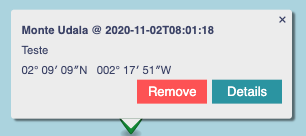 ×
Monte Udala @ 2020-11-02T08:01:18
Teste
02° 09′ 09″N   002° 17′ 51″W
Remove   Details